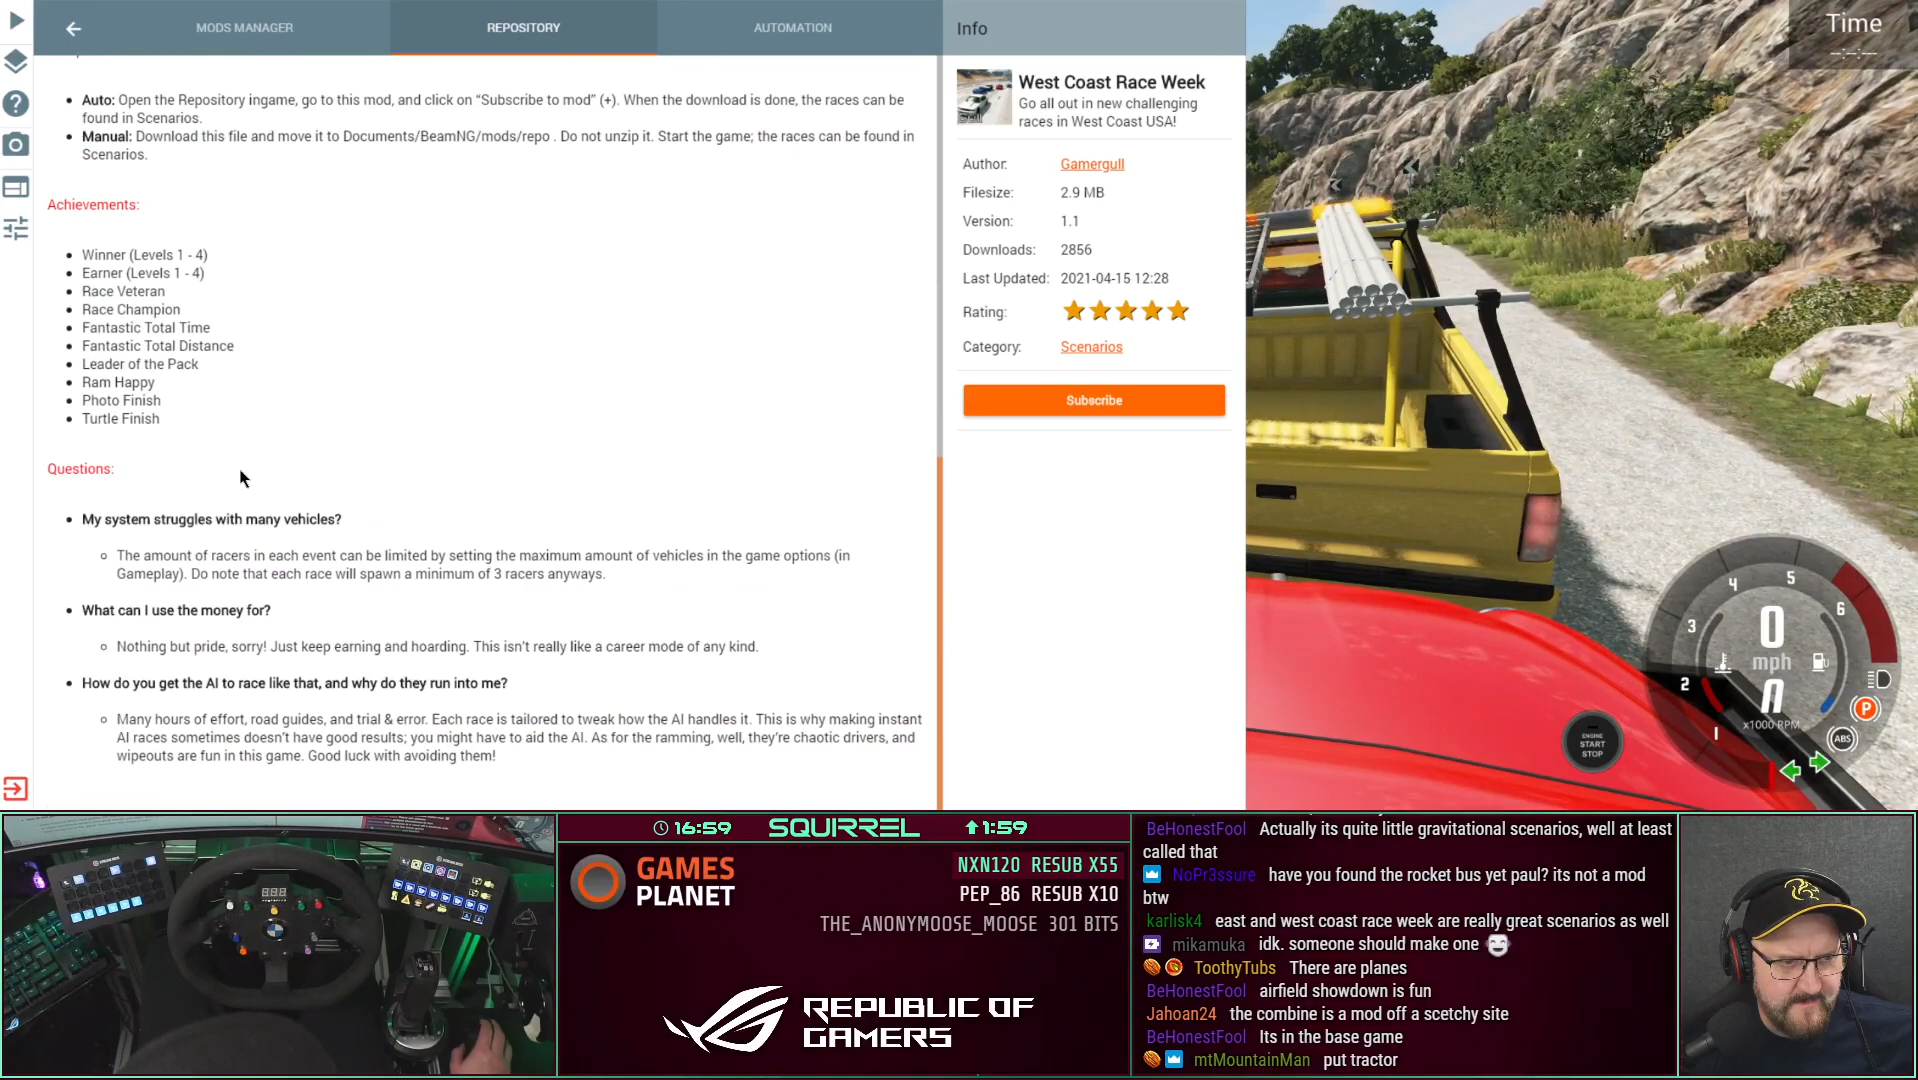 MODS MANAGER
REPOSITORY
AUTOMATION
Info
Time
--:--:--
Auto: Open the Repository ingame, go to this mod, and click on “Subscribe to mod” (+). When the download is done, the races can be
found in Scenarios.
Manual: Download this file and move it to Documents/BeamNG/mods/repo . Do not unzip it. Start the game; the races can be found in
Scenarios.
Achievements:
Winner (Levels 1 - 4)
Earner (Levels 1 - 4)
Race Veteran
Race Champion
Fantastic Total Time
Fantastic Total Distance
Leader of the Pack
Ram Happy
Photo Finish
Turtle Finish
Questions:
My system struggles with many vehicles?
The amount of racers in each event can be limited by setting the maximum amount of vehicles in the game options (in
Gameplay). Do note that each race will spawn a minimum of 3 racers anyways.
What can I use the money for?
Nothing but pride, sorry! Just keep earning and hoarding. This isn’t really like a career mode of any kind.
How do you get the AI to race like that, and why do they run into me?
Many hours of effort, road guides, and trial & error. Each race is tailored to tweak how the AI handles it. This is why making instant
AI races sometimes doesn’t have good results; you might have to aid the AI. As for the ramming, well, they’re chaotic drivers, and
wipeouts are fun in this game. Good luck with avoiding them!
West Coast Race Week
Go all out in new challenging
races in West Coast USA!
Author: Gamergull
Filesize: 2.9 MB
Version: 1.1
Downloads: 2856
Last Updated: 2021-04-15 12:28
Rating:
Category: Scenarios
Subscribe
1
2
3
4
5
6
0
mph
n
x1000 RPM
P
ABS
ENGINE
START
STOP
16:59 SQUIRREL 1:59
GAMES
PLANET
NXN120 RESUB X55
PEP_86 RESUB X10
THE_ANONYMOOSE_MOOSE 301 BITS
REPUBLIC OF
GAMERS
BeHonestFool Actually its quite little gravitational scenarios, well at least
called that
NoPr3ssure have you found the rocket bus yet paul? its not a mod
btw
karlisk4 east and west coast race week are really great scenarios as well
mikamuka idk. someone should make one
ToothyTubs There are planes
BeHonestFool airfield showdown is fun
Jahoan24 the combine is a mod off a scetchy site
BeHonestFool Its in the base game
mtMountainMan put tractor